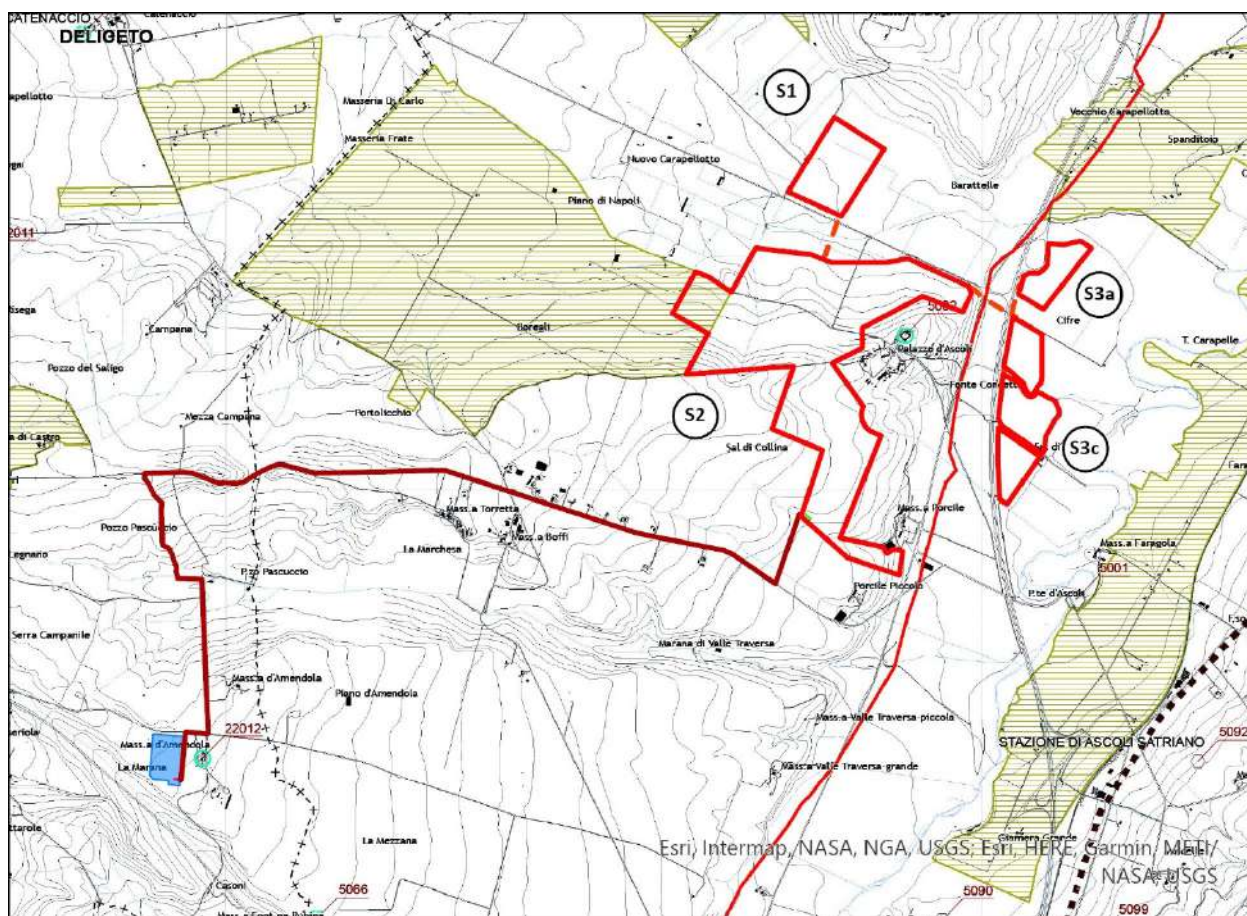 CATENACCIO
DELIGETO
S1
Masseria Di Carlo
Masseria Frate
Vecchio Carapellotto
Spanditoio
Nuovo Carapellotto
Barattelle
Piano di Napoli
S3a
5002
Cifre
Campana
Boreali
Palazzo d'Ascoli
T. Carapelle
Pozzo del Saligo
Portolicchio
Mezza Campana
S2
Sal.di Collina
S3c
Mass.a Torretta
Mass.a Porcile
Pozzo Pascuccio
La Marchesa
Mass.a Boffi
Mass.a Faragola
5001
P.zo Pascuccio
Porcile Piccolo
P.te d'Ascoli
Serra Campanile
Marana di Valle Traversa
Mass.a d'Amendola
Piano d'Amendola
Mass.a Valle Traversa-piccola
22012
Mass.a d'Amendola
STAZIONE DI ASCOLI SATRIANO
5092
La Marana
Mass.a Valle Traversa-grande
La Mezzana
Giarnera Grande
Esri, Intermap, NASA, NGA, USGS; Esri, HERE, Garmin, METI/
NASA, USGS
Casoni
5066
5090
5099